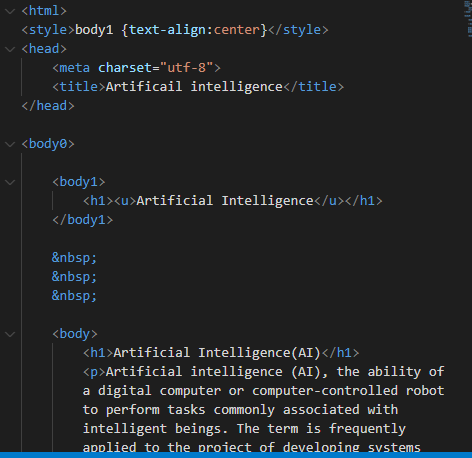 <html>
<style>body1 {text-align:center}</style>
<head>
<meta charset="utf-8">
<title>Artificail intelligence</title>
</head>
<body0>
<body1>
<h1><u>Artificial Intelligence</u></h1>
</body1>
&nbsp;
&nbsp;
&nbsp;
<body>
<h1>Artificial Intelligence(AI)</h1>
<p>Artificial intelligence (AI), the ability of
a digital computer or computer-controlled robot
to perform tasks commonly associated with
intelligent beings. The term is frequently
applied to the project of developing systems